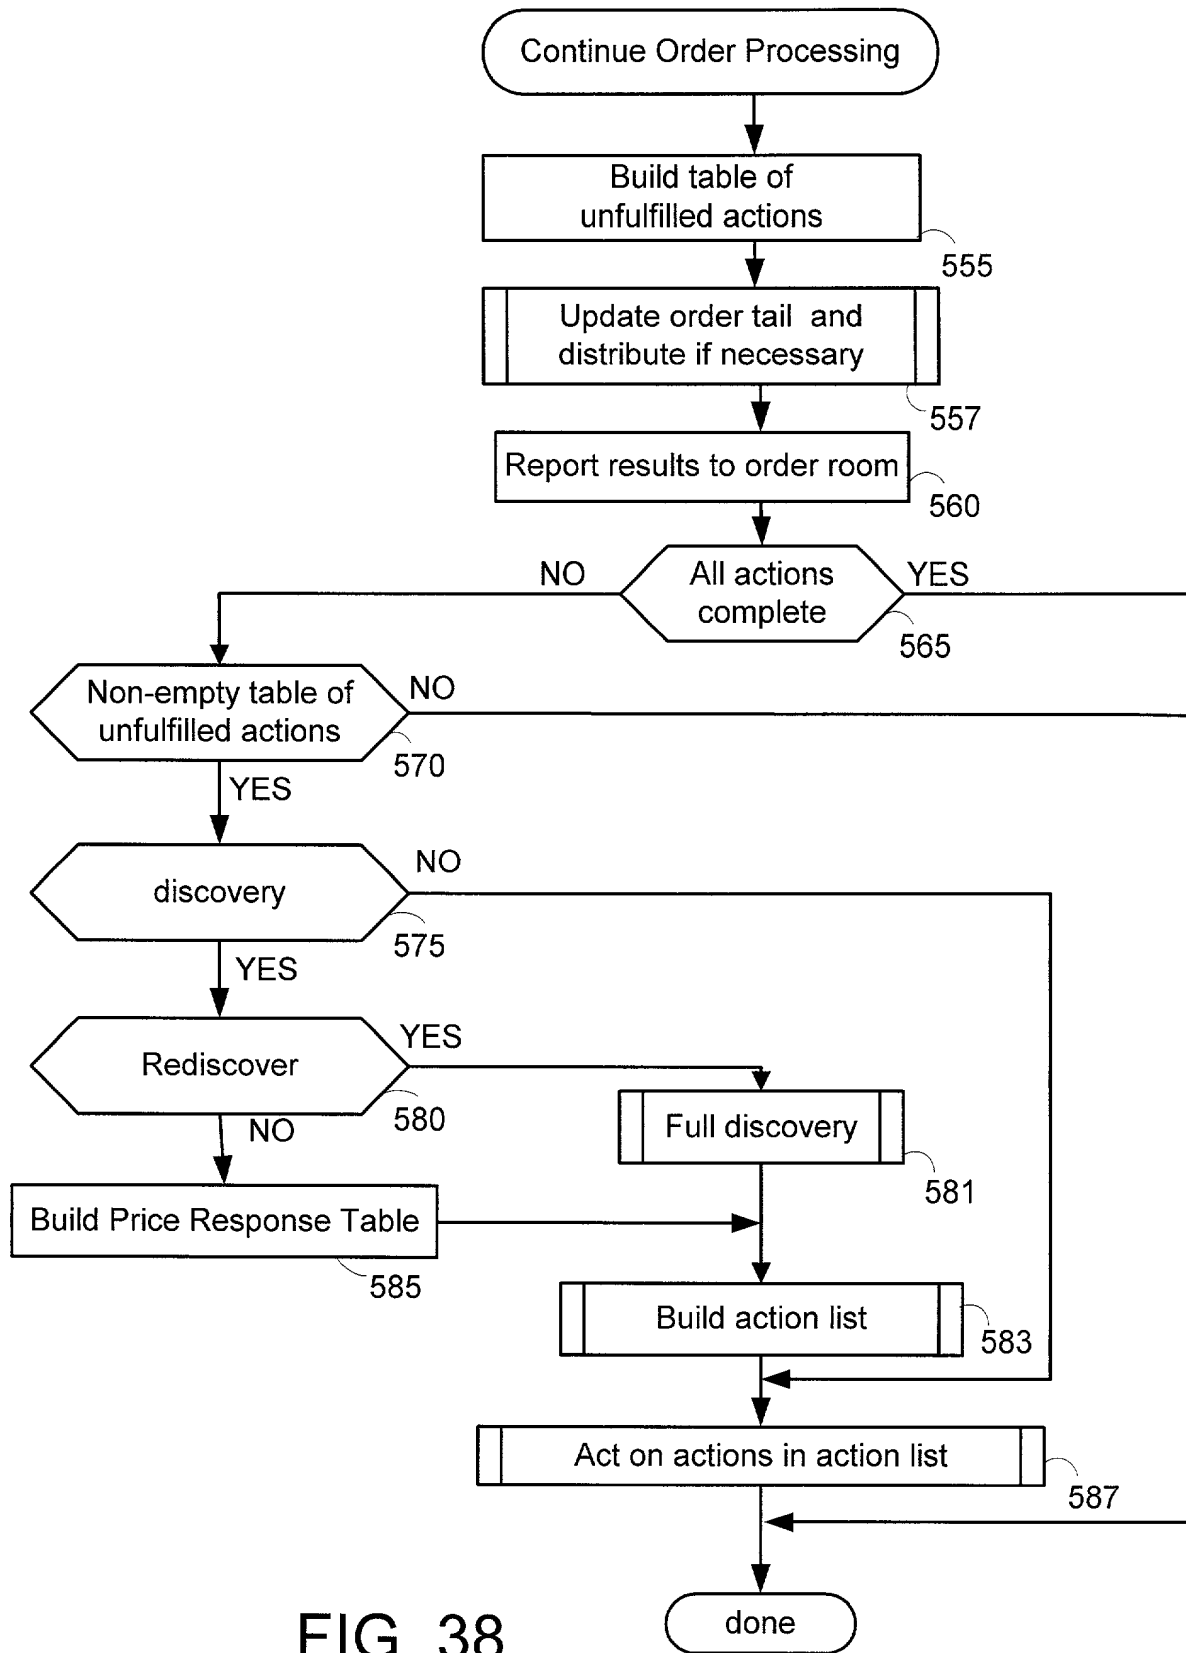 Continue Order Processing
Build table of
unfulfilled actions
555
Update order tail and
distribute if necessary
557
Report results to order room
560
NO
All actions
complete
YES
565
Non-empty table of
unfulfilled actions
NO
570
YES
discovery
NO
575
YES
Rediscover
YES
580
NO
Full discovery
581
Build Price Response Table
585
Build action list
583
Act on actions in action list
587
done
FIG 38